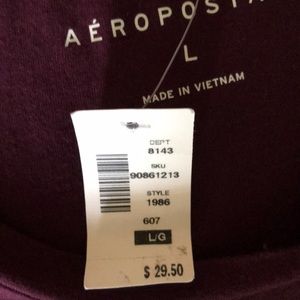 AÉROPOSTA
L
MADE IN VIETNAM
DEPT
8143
SKU
90861213
STYLE
1986
607
L/G
$ 29.50